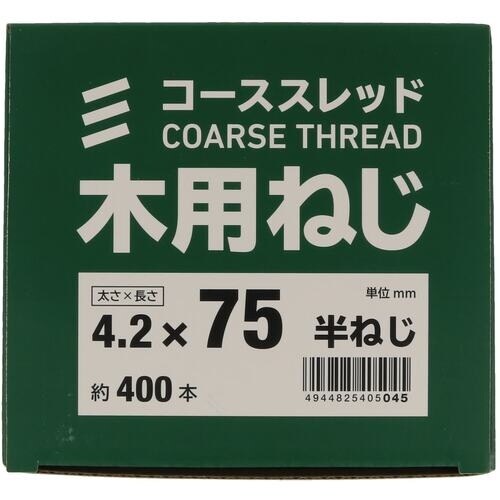 コーススレッド
COARSE THREAD
木用ねじ
太さ×長さ
単位 mm
4.2×75 半ねじ
約 400 本
4944825405045